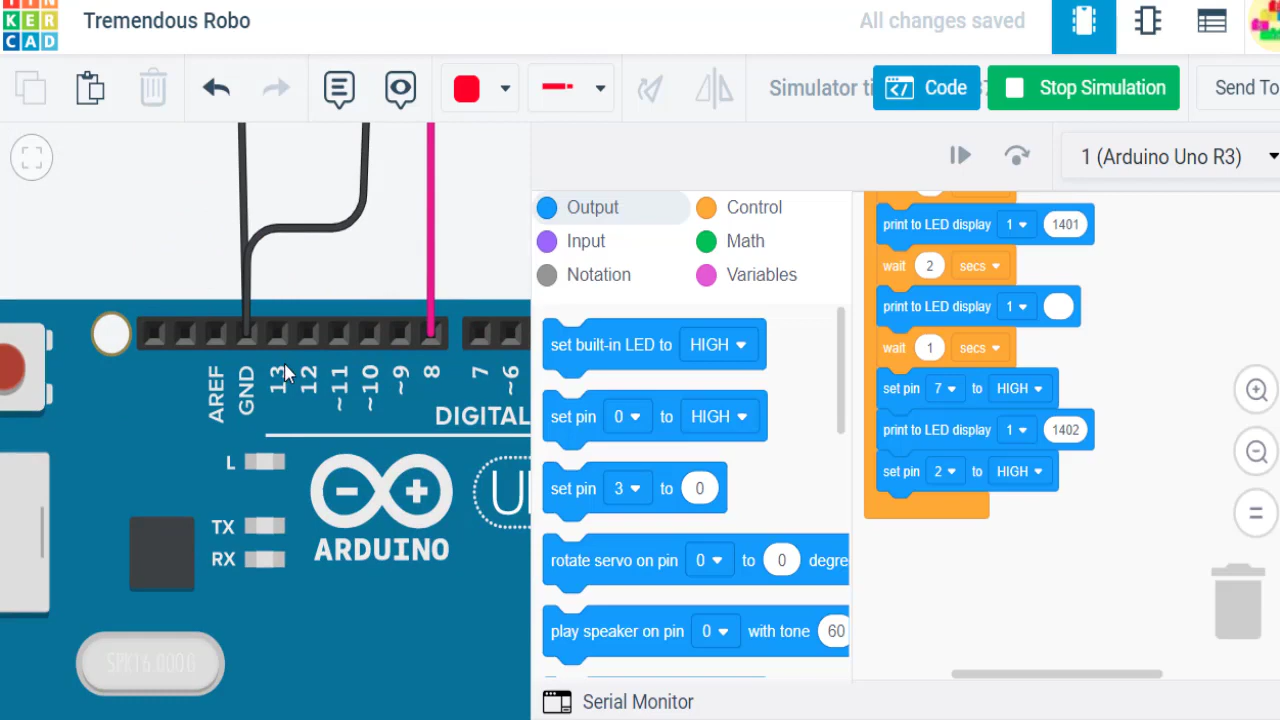 TIN
KER
CAD
Tremendous Robo
All changes saved
Simulator ti
Code
Stop Simulation
Send To
1 (Arduino Uno R3)
Output
Control
Input
Math
Notation
Variables
set built-in LED to HIGH
set pin 0 to HIGH
set pin 3 to 0
rotate servo on pin 0 to 0 degre
play speaker on pin 0 with tone 60
print to LED display 1 1401
wait 2 secs
print to LED display 1
wait 1 secs
set pin 7 to HIGH
print to LED display 1 1402
set pin 2 to HIGH
AREF GND 13 12 ~11 ~10 ~9 8 7 ~6
DIGITAL
L
TX
RX
ARDUINO
U
SPK16.000G
Serial Monitor